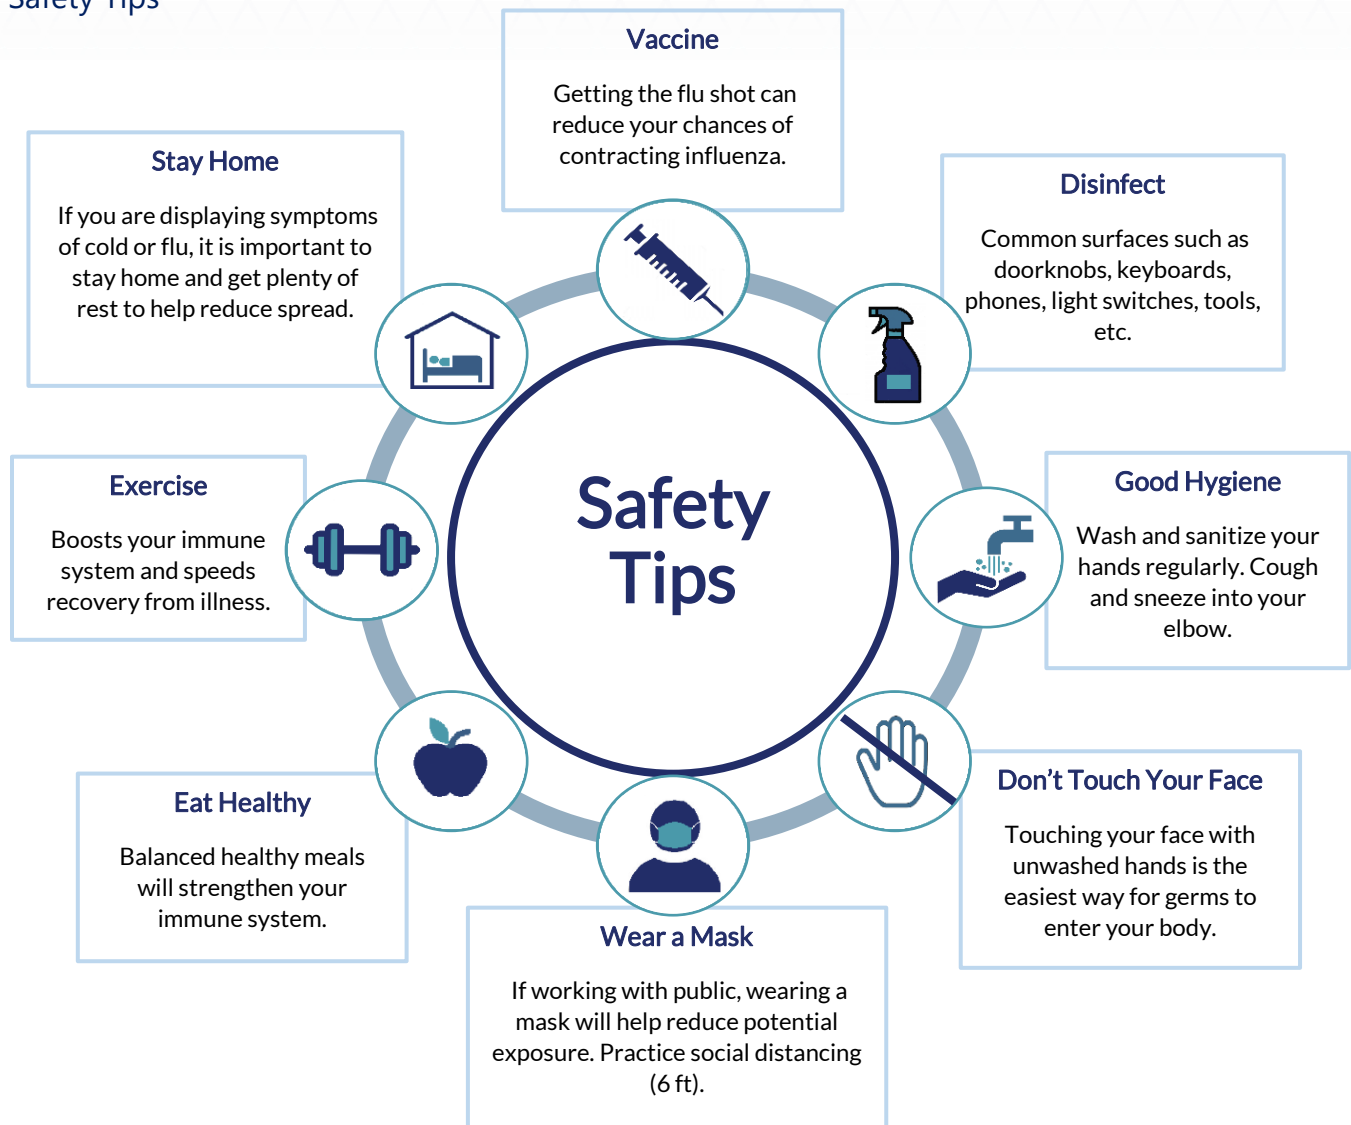 Safety Tips
Vaccine
Getting the flu shot can
reduce your chances of
contracting influenza.
Stay Home
If you are displaying symptoms
of cold or flu, it is important to
stay home and get plenty of
rest to help reduce spread.
Disinfect
Common surfaces such as
doorknobs, keyboards,
phones, light switches, tools,
etc.
Exercise
Boosts your immune
system and speeds
recovery from illness.
Safety
Tips
Good Hygiene
Wash and sanitize your
hands regularly. Cough
and sneeze into your
elbow.
Eat Healthy
Balanced healthy meals
will strengthen your
immune system.
Don’t Touch Your Face
Touching your face with
unwashed hands is the
easiest way for germs to
enter your body.
Wear a Mask
If working with public, wearing a
mask will help reduce potential
exposure. Practice social distancing
(6 ft).